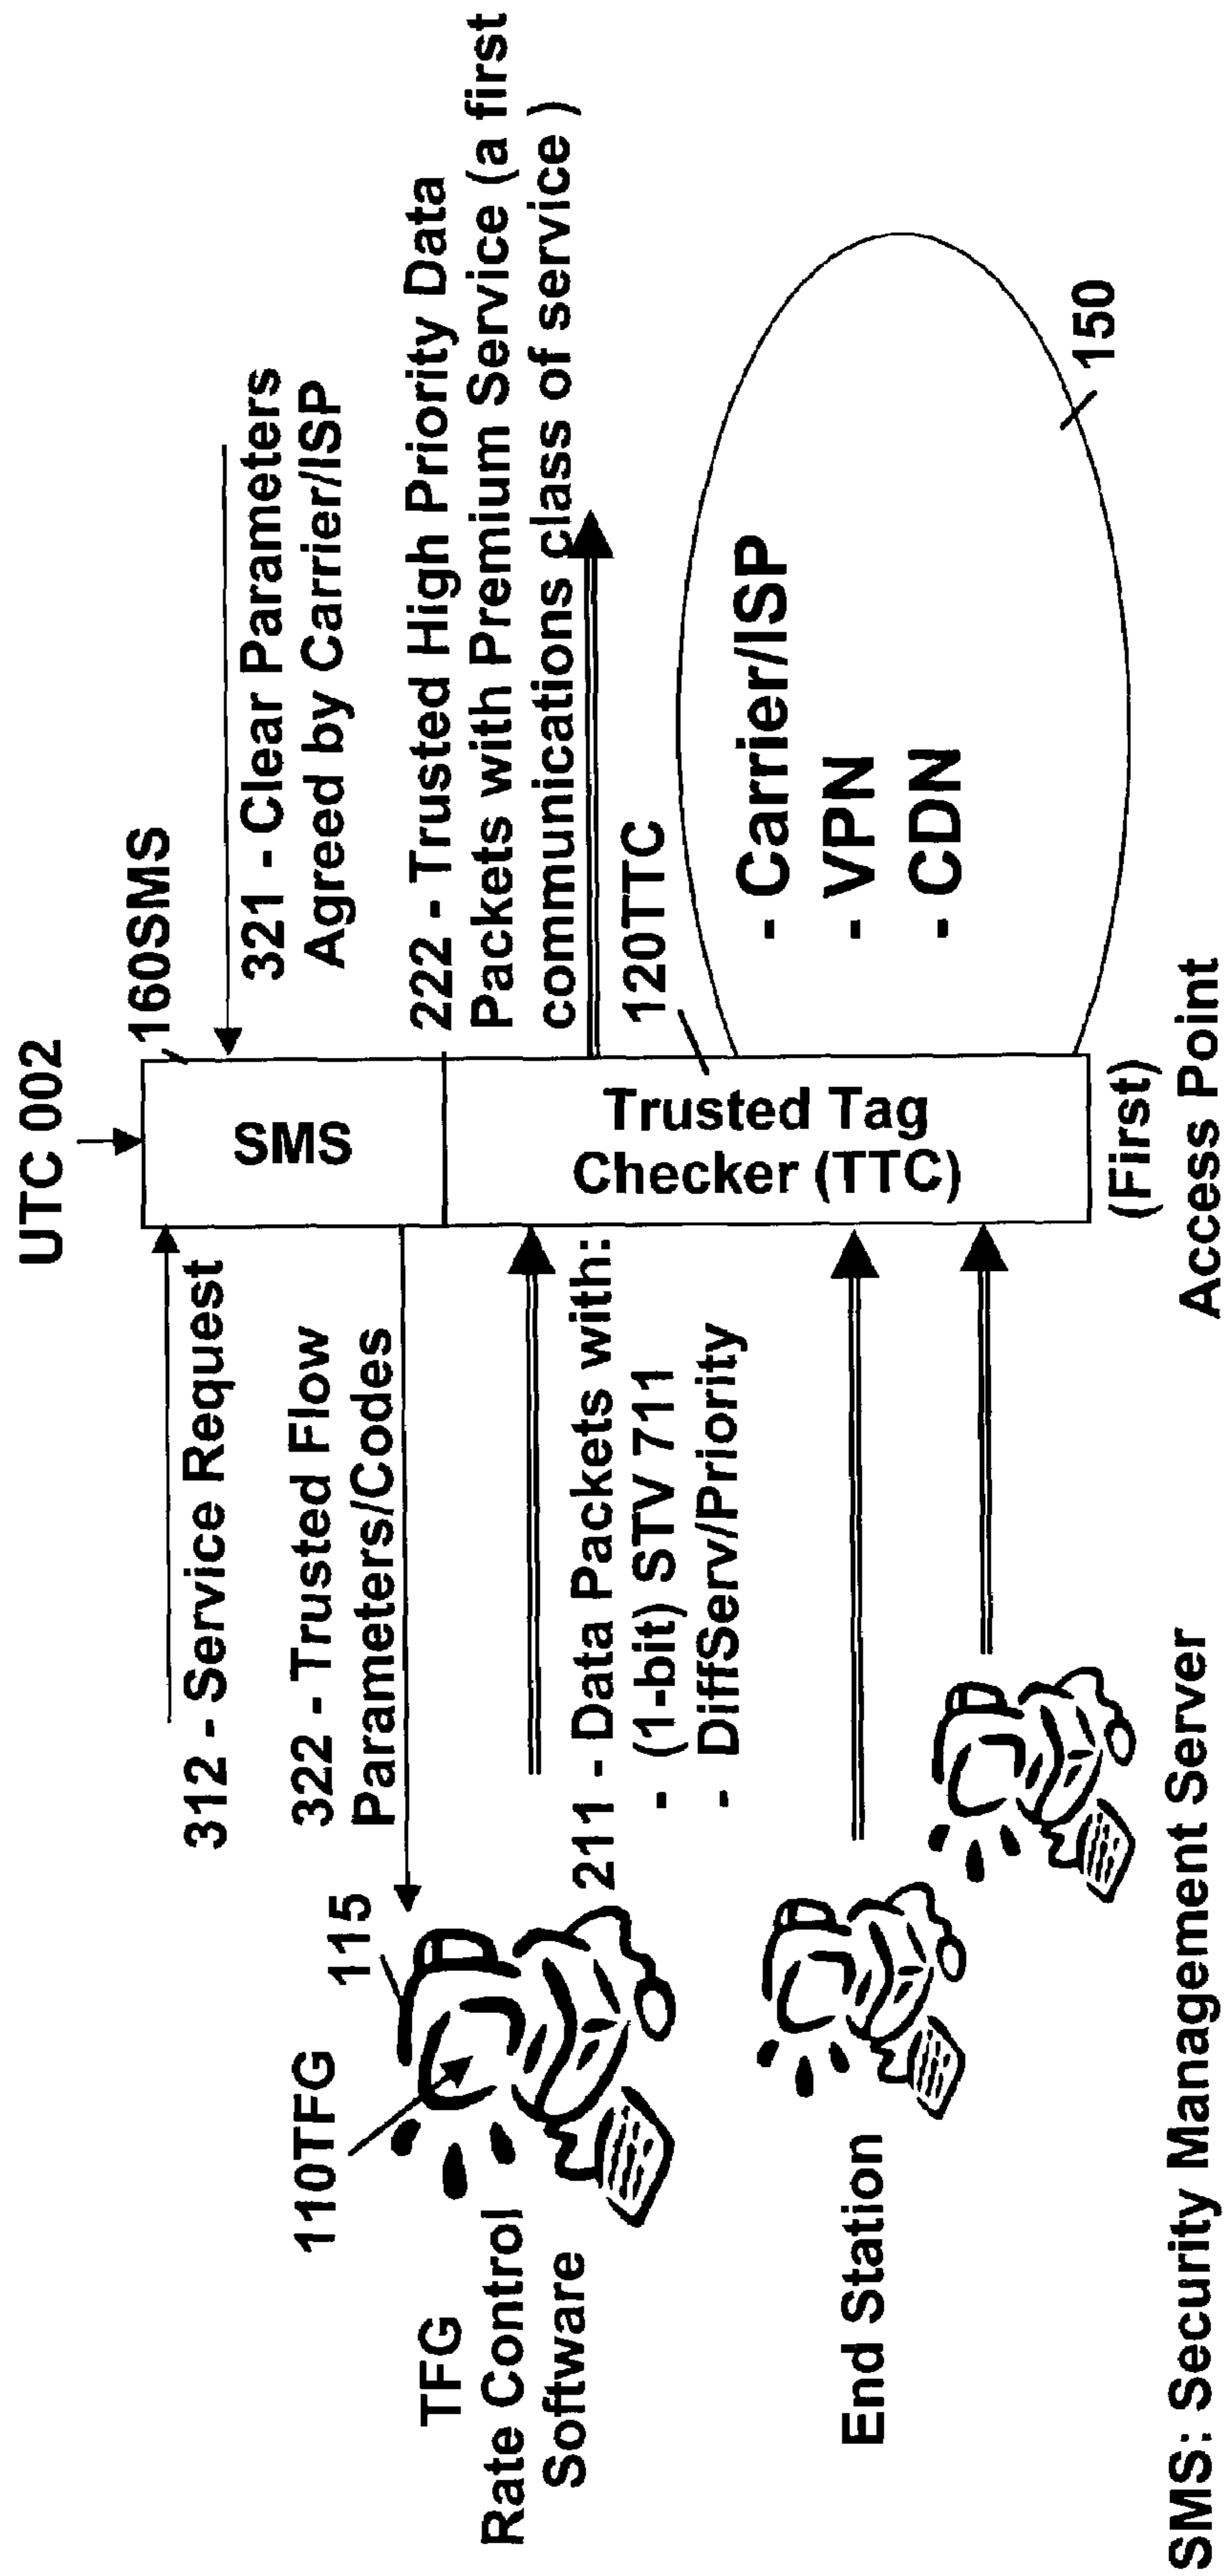 UTC 002
160SMS
312 - Service Request
SMS
321 - Clear Parameters
Agreed by Carrier/ISP
322 - Trusted Flow
Parameters/Codes
115
110TFG
TFG
Rate Control
Software
222 - Trusted High Priority Data
Packets with Premium Service (a first
communications class of service )
211 - Data Packets with:
- (1-bit) STV 711
- DiffServ/Priority
Trusted Tag
Checker (TTC)
120TTC
- Carrier/ISP
- VPN
- CDN
150
End Station
(First)
Access Point
SMS: Security Management Server